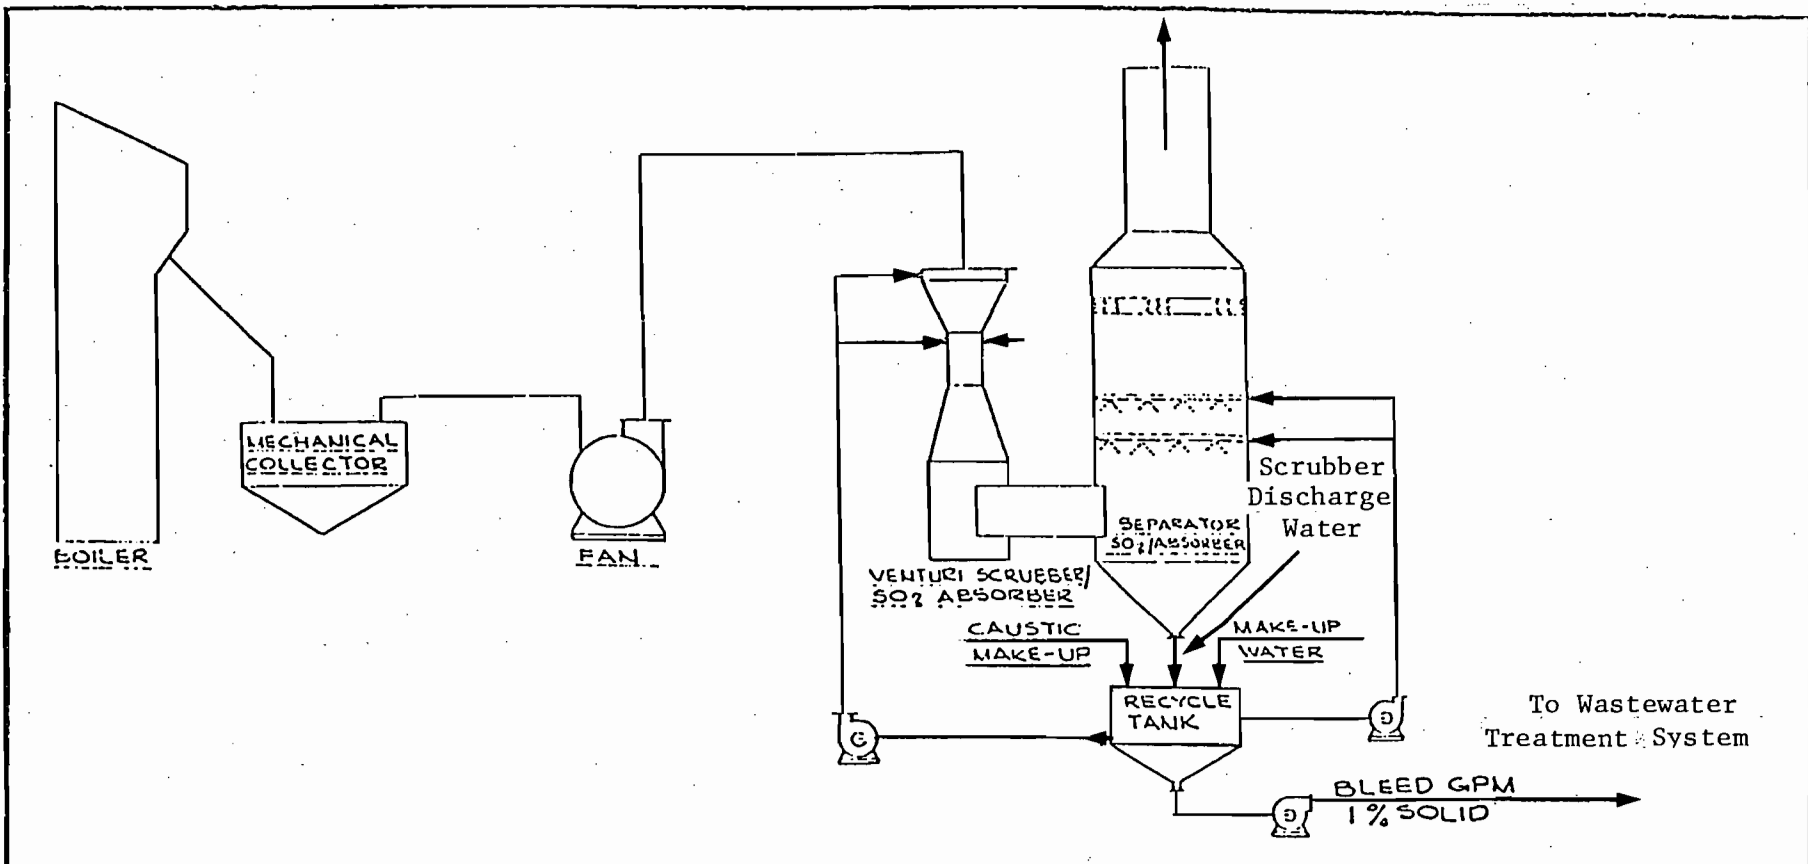 MECHANICAL
COLLECTOR
BOILER
FAN
VENTURI SCRUBBER/
SO2 ABSORBER
Scrubber
Discharge
Water
SEPARATOR
SO2/ABSORBER
CAUSTIC
MAKE-UP
MAKE-UP
WATER
RECYCLE
TANK
To Wastewater
Treatment System
BLEED GPM
1% SOLID